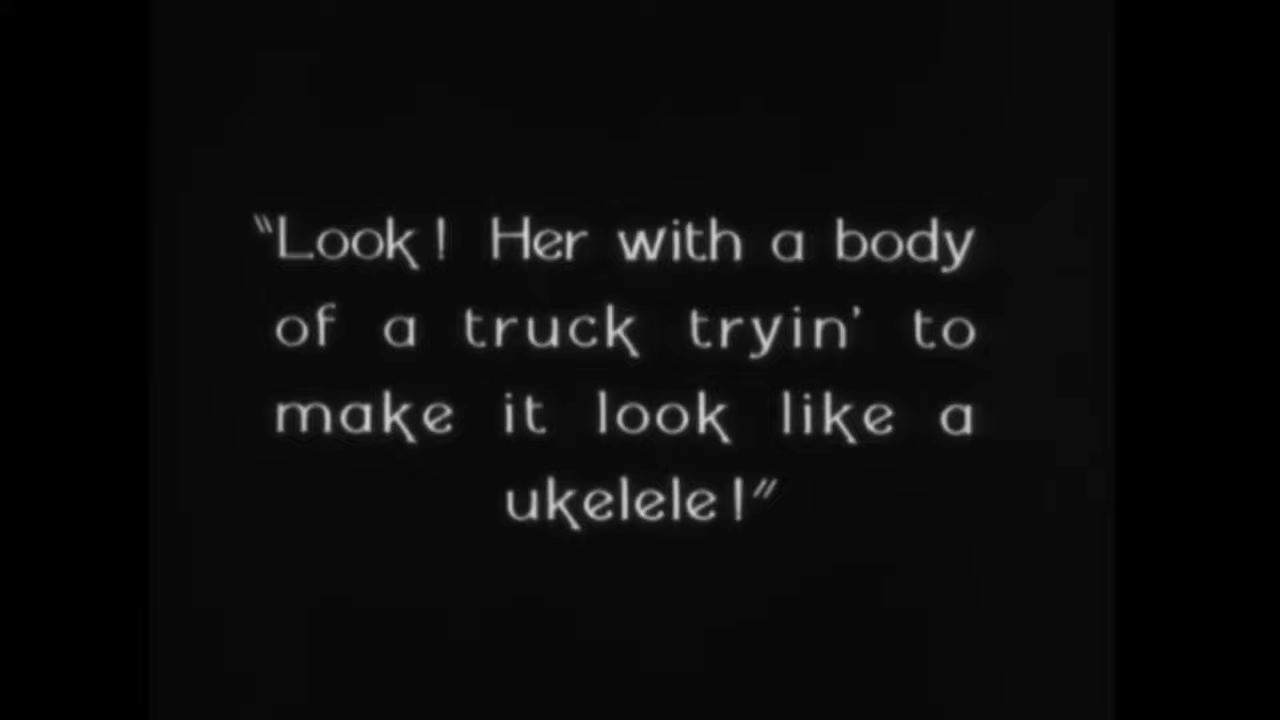 “Look! Her with a body
of a truck tryin’ to
make it look like a
ukelele!”